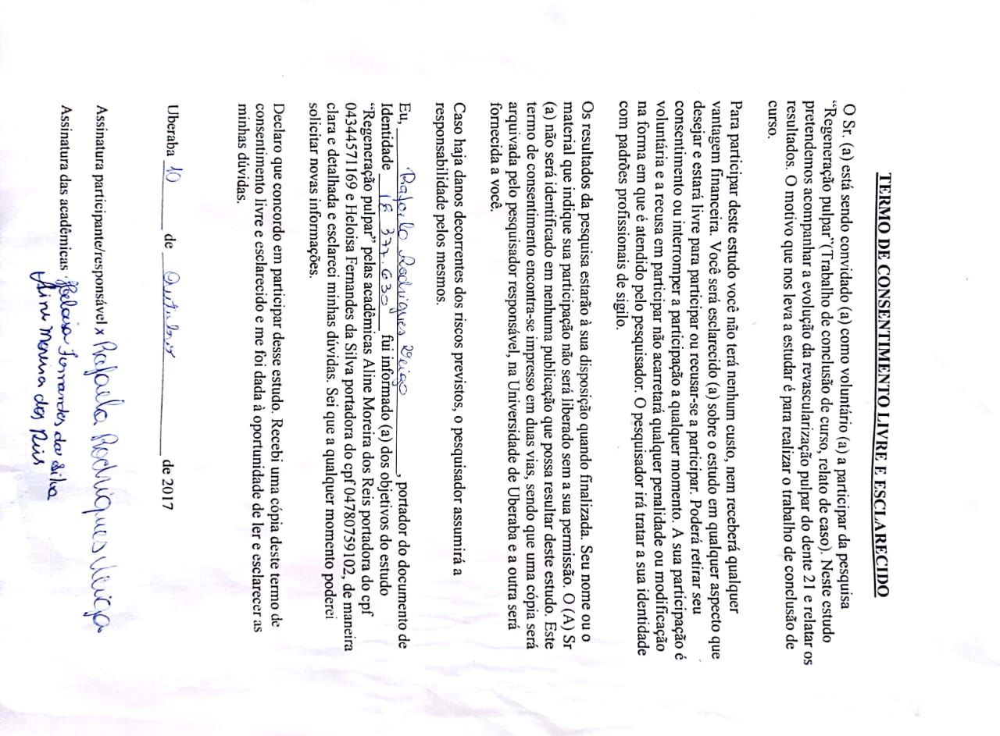 TERMO DE CONSENTIMENTO LIVRE E ESCLARECIDO
O Sr. (a) está sendo convidado (a) como voluntário (a) a participar da pesquisa
“Regeneração pulpar”(Trabalho de conclusão de curso, relato de caso). Neste estudo
pretendemos acompanhar a evolução da revascularização pulpar do dente 21 e relatar os
resultados. O motivo que nos leva a estudar é para realizar o trabalho de conclusão de
curso.
Para participar deste estudo você não terá nenhum custo, nem receberá qualquer
vantagem financeira. Você será esclarecido (a) sobre o estudo em qualquer aspecto que
desejar e estará livre para participar ou recusar-se a participar. Poderá retirar seu
consentimento ou interromper a participação a qualquer momento. A sua participação é
voluntária e a recusa em participar não acarretará qualquer penalidade ou modificação
na forma em que é atendido pelo pesquisador. O pesquisador irá tratar a sua identidade
com padrões profissionais de sigilo.
Os resultados da pesquisa estarão à sua disposição quando finalizada. Seu nome ou o
material que indique sua participação não será liberado sem a sua permissão. O (A) Sr
(a) não será identificado em nenhuma publicação que possa resultar deste estudo. Este
termo de consentimento encontra-se impresso em duas vias, sendo que uma cópia será
arquivada pelo pesquisador responsável, na Universidade de Uberaba e a outra será
fornecida a você.
Caso haja danos decorrentes dos riscos previstos, o pesquisador assumirá a
responsabilidade pelos mesmos.
Eu, Rafaela Rodrigues Veiga, portador do documento de
Identidade 18 377.630 fui informado (a) dos objetivos do estudo
“Regeneração pulpar” pelas acadêmicas Aline Moreira dos Reis portadora do cpf
04344571169 e Heloisa Fernandes da Silva portadora do cpf 04780759102, de maneira
clara e detalhada e esclareci minhas dúvidas. Sei que a qualquer momento poderei
solicitar novas informações.
Declaro que concordo em participar desse estudo. Recebi uma cópia deste termo de
consentimento livre e esclarecido e me foi dada à oportunidade de ler e esclarecer as
minhas dúvidas.
Uberaba 10 de Outubro de 2017
Assinatura participante/responsável x Rafaela Rodrigues Veiga
Assinatura das acadêmicas Heloisa Fernandes da Silva
Aline Moreira dos Reis